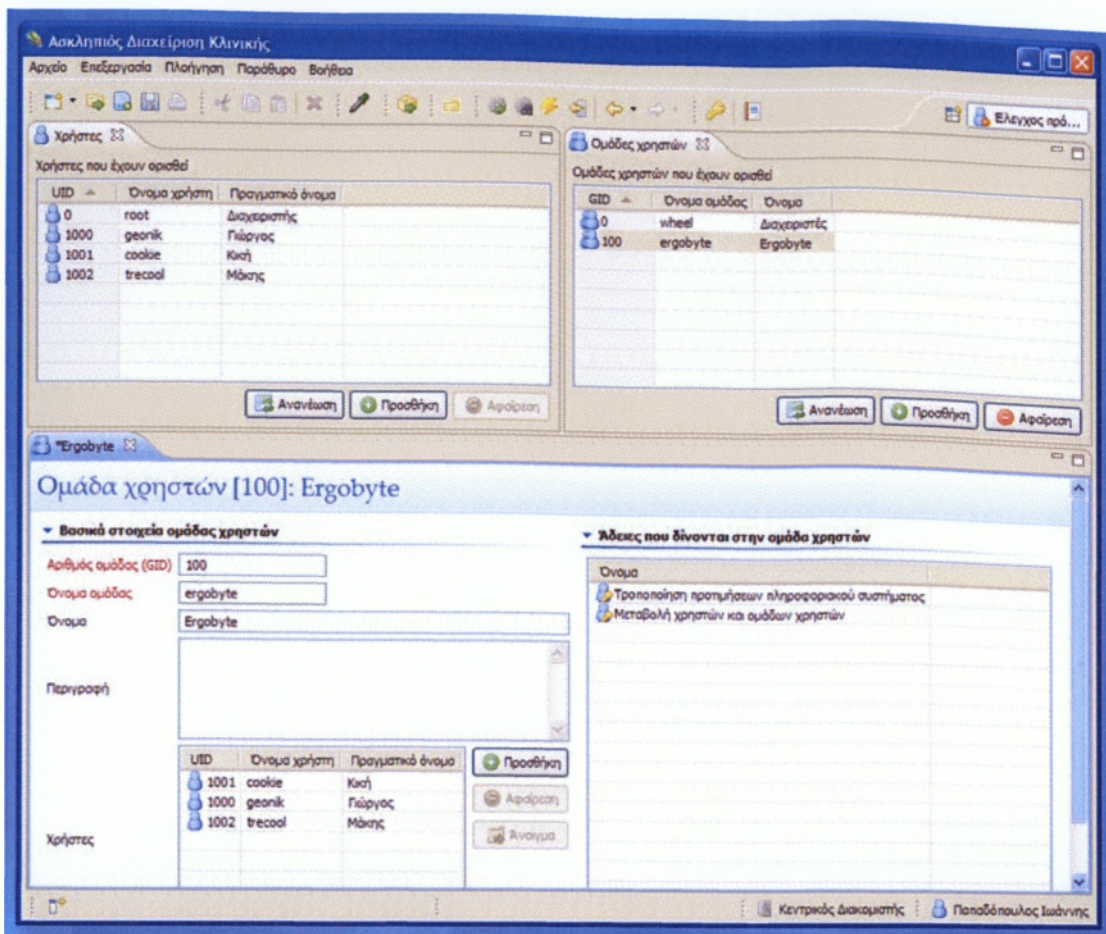 Ασκληπιός Διαχείριση Κλινικής
Αρχείο Επεξεργασία Πλοήγηση Παράθυρο Βοήθεια
Έλεγχος πρό...
Χρήστες
Χρήστες που έχουν ορισθεί
UID Όνομα χρήστη Πραγματικό όνομα
0 root Διαχειριστής
1000 geonik Γιώργος
1001 cookie Κική
1002 trecool Μάκης
Ανανέωση Προσθήκη Αφαίρεση
Ομάδες χρηστών
Ομάδες χρηστών που έχουν ορισθεί
GID Όνομα ομάδας Όνομα
0 wheel Διαχειριστές
100 ergobyte Ergobyte
Ανανέωση Προσθήκη Αφαίρεση
*Ergobyte
Ομάδα χρηστών [100]: Ergobyte
Βασικά στοιχεία ομάδας χρηστών
Αριθμός ομάδας (GID) 100
Όνομα ομάδας ergobyte
Όνομα Ergobyte
Περιγραφή
Χρήστες
UID Όνομα χρήστη Πραγματικό όνομα
1001 cookie Κική
1000 geonik Γιώργος
1002 trecool Μάκης
Προσθήκη
Αφαίρεση
Άνοιγμα
Άδειες που δίνονται στην ομάδα χρηστών
Όνομα
Τροποποίηση προτιμήσεων πληροφοριακού συστήματος
Μεταβολή χρηστών και ομάδων χρηστών
Κεντρικός Διακομιστής Παπαδόπουλος Ιωάννης